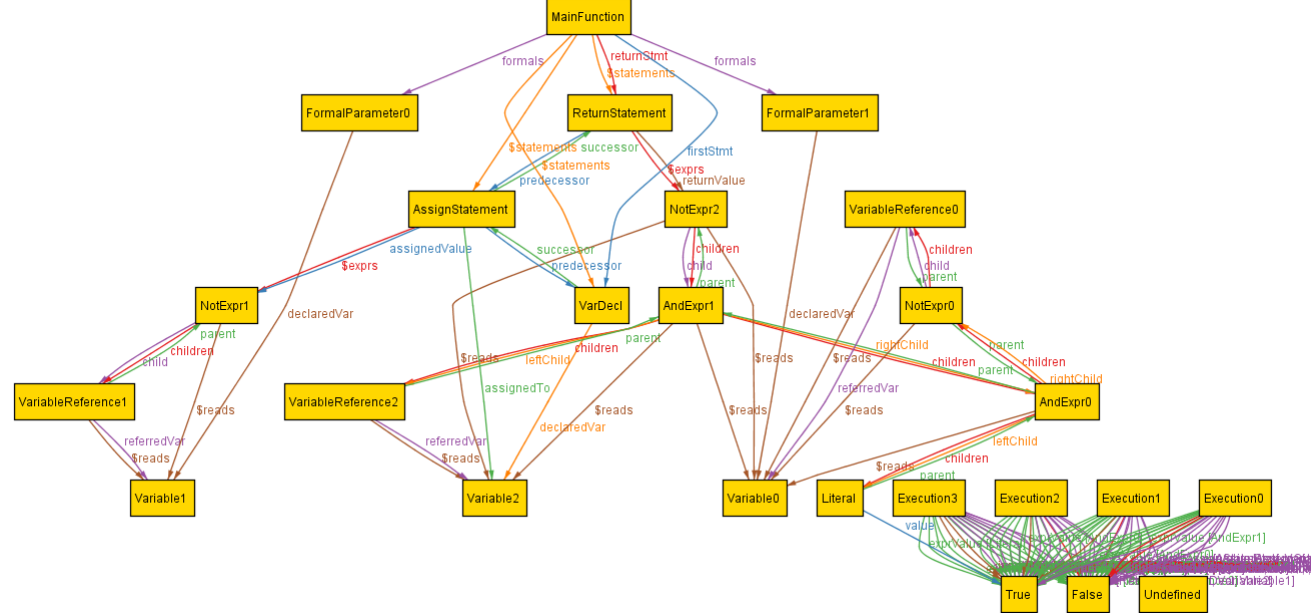 MainFunction
formals
returnStmt
$statements
formals
FormalParameter0
ReturnStatement
FormalParameter1
$statements
successor
firstStmt
$statements
$exprs
predecessor
returnValue
AssignStatement
NotExpr2
VariableReference0
assignedValue
successor
children
children
$exprs
predecessor
child
child
parent
parent
NotExpr1
VarDecl
AndExpr1
NotExpr0
declaredVar
declaredVar
parent
children
child
children
parent
rightChild
parent
$reads
leftChild
$reads
$reads
children
children
rightChild
assignedTo
referredVar
VariableReference1
VariableReference2
AndExpr0
$reads
$reads
$reads
declaredVar
referredVar
referredVar
leftChild
$reads
$reads
$reads
children
parent
Variable1
Variable2
Variable0
Literal
Execution3
Execution2
Execution1
Execution0
value
True
False
Undefined